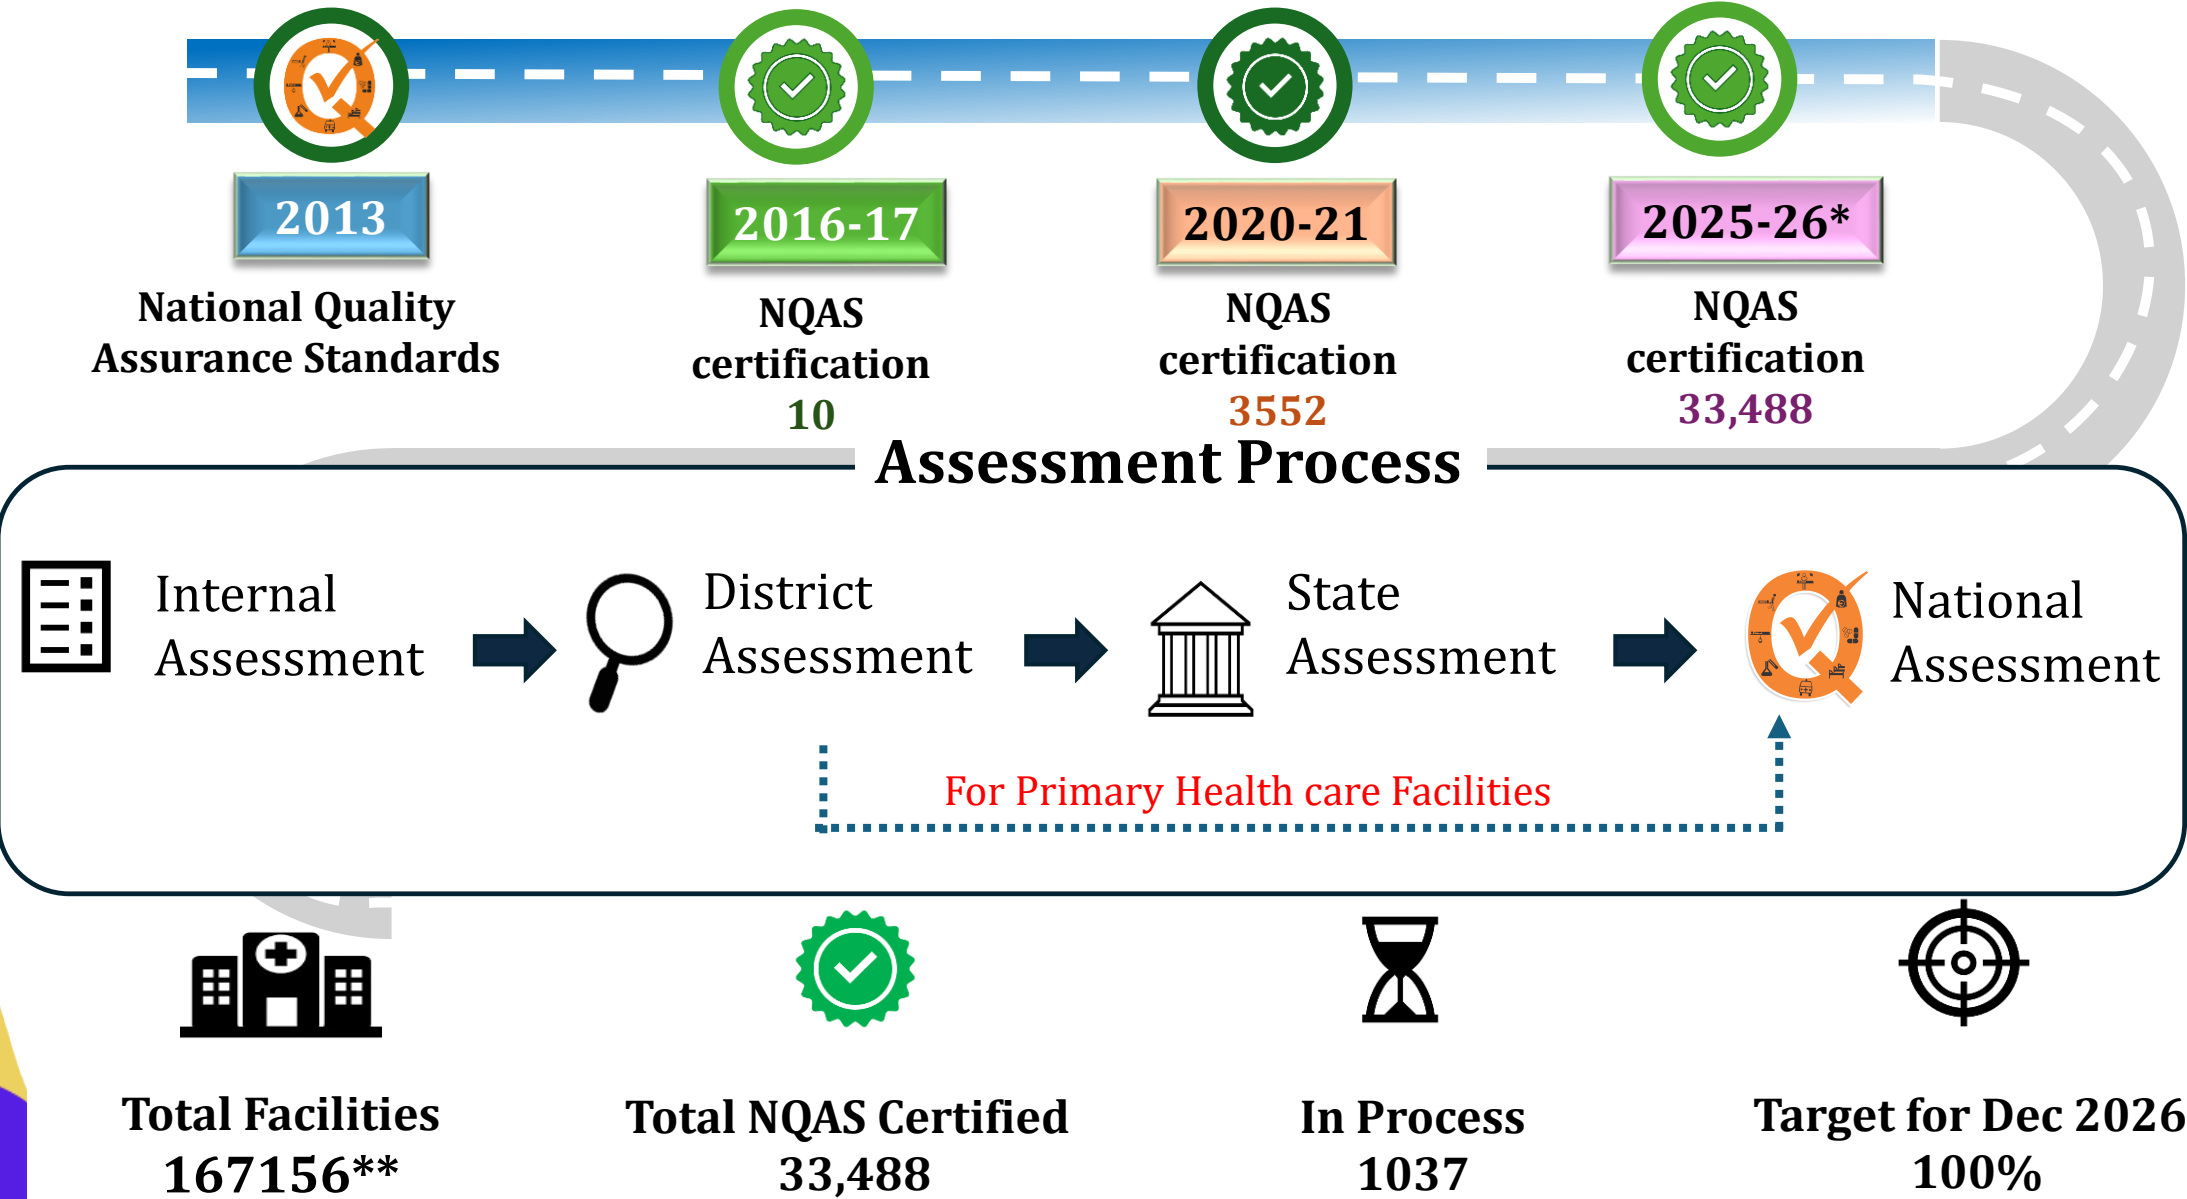 2013
2016-17
2020-21
2025-26*
National Quality
Assurance Standards
NQAS
certification
10
NQAS
certification
3552
NQAS
certification
33,488
Assessment Process
Internal
Assessment
District
Assessment
State
Assessment
National
Assessment
For Primary Health care Facilities
Total Facilities
167156**
Total NQAS Certified
33,488
In Process
1037
Target for Dec 2026
100%